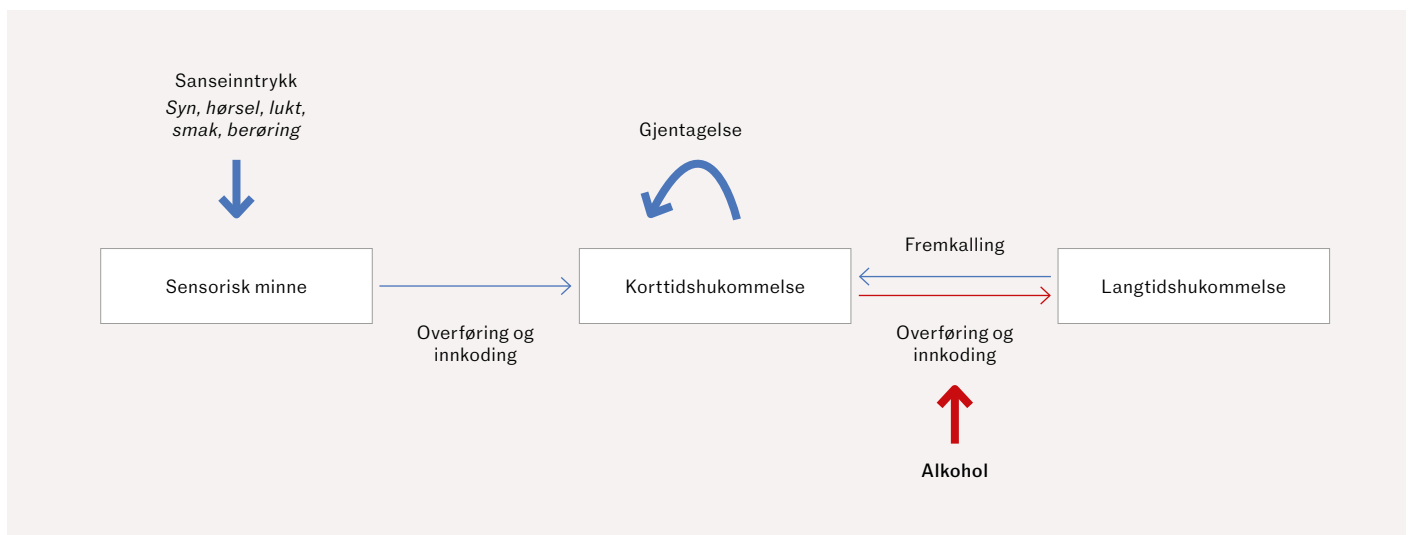 Sanseinntrykk
Syn, hørsel, lukt,
smak, berøring
Gjentagelse
Sensorisk minne
Overføring og
innkoding
Korttidshukommelse
Fremkalling
Overføring og
innkoding
Langtidshukommelse
Alkohol